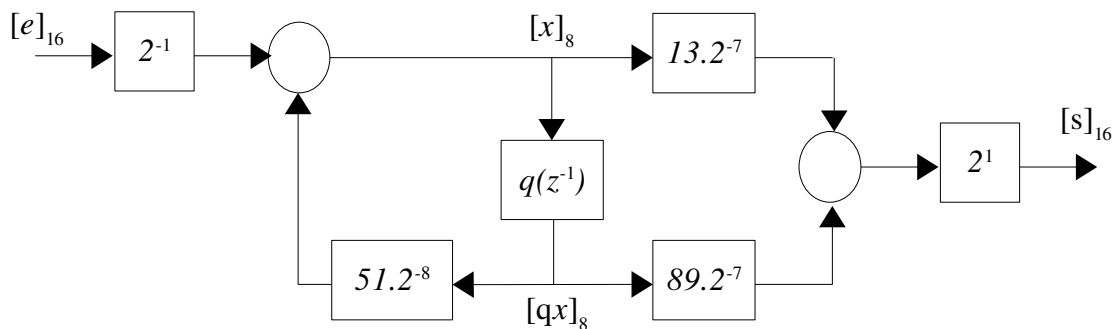 [e]₁₆
2⁻¹
[x]₈
13.2⁻⁷
[s]₁₆
2¹
q(z⁻¹)
51.2⁻⁸
[qx]₈
89.2⁻⁷